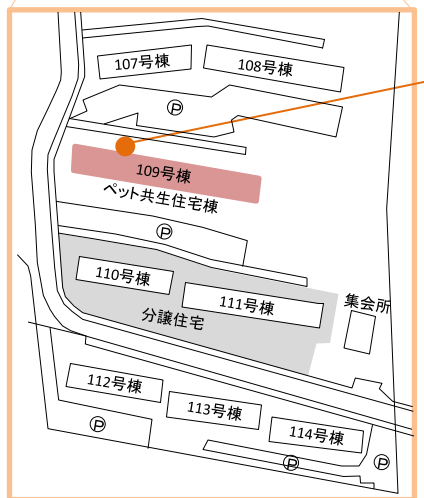 107号棟
108号棟
Ⓟ
109号棟
ペット共生住宅棟
Ⓟ
110号棟
111号棟
集会所
分譲住宅
112号棟
113号棟
114号棟
Ⓟ
Ⓟ
Ⓟ